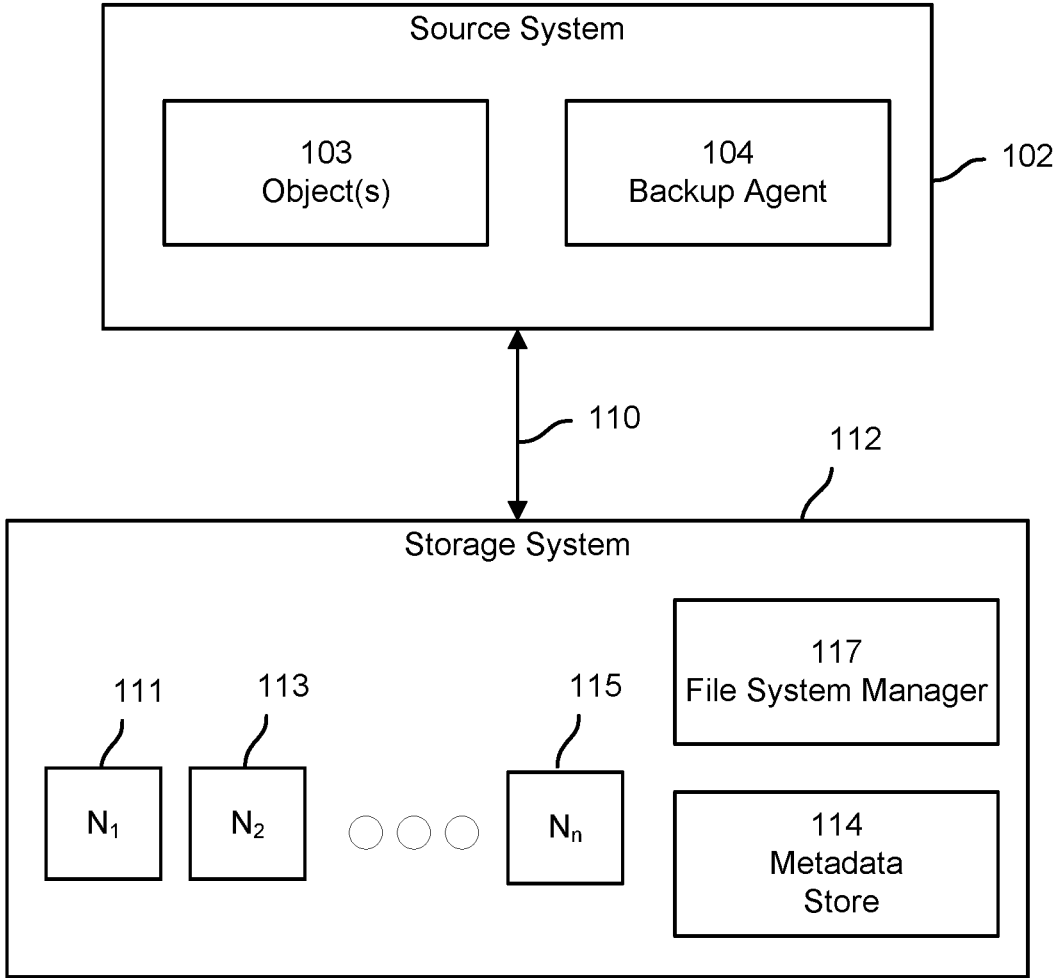 Source System
103
Object(s)
104
Backup Agent
102
110
112
Storage System
117
File System Manager
111
113
115
N₁
N₂
Nₙ
114
Metadata
Store